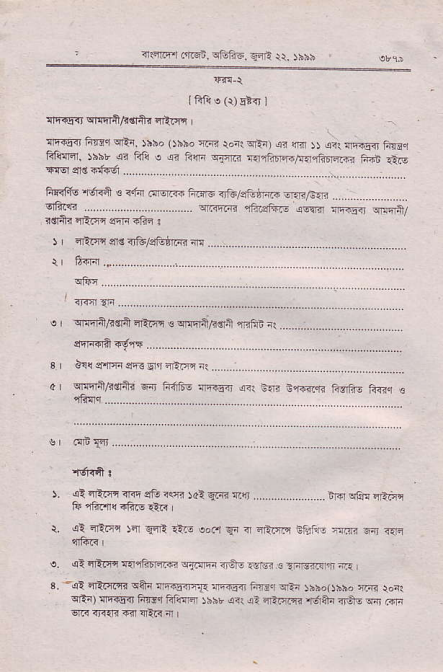 বাংলাদেশ গেজেট, অতিরিক্ত, জুলাই ২২, ১৯৯৯ ৩৮৭৯
ফরম-২
[ বিধি ৩ (২) দ্রষ্টব্য ]
মাদকদ্রব্য আমদানী/রপ্তানীর লাইসেন্স।
মাদকদ্রব্য নিয়ন্ত্রণ আইন, ১৯৯০ (১৯৯০ সনের ২০নং আইন) এর ধারা ১১ এবং মাদকদ্রব্য নিয়ন্ত্রণ
বিধিমালা, ১৯৯৮ এর বিধি ৩ এর বিধান অনুসারে মহাপরিচালক/মহাপরিচালকের নিকট হইতে
ক্ষমতা প্রাপ্ত কর্মকর্তা ........................................
নিম্নবর্ণিত শর্তাবলী ও বর্ণনা মোতাবেক নিম্নোক্ত ব্যক্তি/প্রতিষ্ঠানকে তাহার/উহার ....................
তারিখের .............................. আবেদনের পরিপ্রেক্ষিতে এতদ্বারা মাদকদ্রব্য আমদানী/
রপ্তানীর লাইসেন্স প্রদান করিল ঃ
১। লাইসেন্স প্রাপ্ত ব্যক্তি/প্রতিষ্ঠানের নাম ........................................
২। ঠিকানা ........................................
অফিস ........................................
ব্যবসা স্থান ........................................
৩। আমদানী/রপ্তানী লাইসেন্স ও আমদানী/রপ্তানী পারমিট নং ..............................
প্রদানকারী কর্তৃপক্ষ ........................................
৪। ঔষধ প্রশাসন প্রদত্ত ড্রাগ লাইসেন্স নং ........................................
৫। আমদানী/রপ্তানীর জন্য নির্বাচিত মাদকদ্রব্য এবং উহার উপকরণের বিস্তারিত বিবরণ ও
পরিমাণ ........................................
........................................
৬। মোট মূল্য ........................................
শর্তাবলী ঃ
১. এই লাইসেন্স বাবদ প্রতি বৎসর ১৫ই জুনের মধ্যে .................... টাকা অগ্রিম লাইসেন্স
ফি পরিশোধ করিতে হইবে।
২. এই লাইসেন্স ১লা জুলাই হইতে ৩০শে জুন বা লাইসেন্সে উল্লিখিত সময়ের জন্য বহাল
থাকিবে।
৩. এই লাইসেন্স মহাপরিচালকের অনুমোদন ব্যতীত হস্তান্তর ও স্থানান্তরযোগ্য নহে।
৪. এই লাইসেন্সের অধীন মাদকদ্রব্যসমূহ মাদকদ্রব্য নিয়ন্ত্রণ আইন ১৯৯০(১৯৯০ সনের ২০নং
আইন) মাদকদ্রব্য নিয়ন্ত্রণ বিধিমালা ১৯৯৮ এবং এই লাইসেন্সের শর্তাধীন ব্যতীত অন্য কোন
ভাবে ব্যবহার করা যাইবে না।